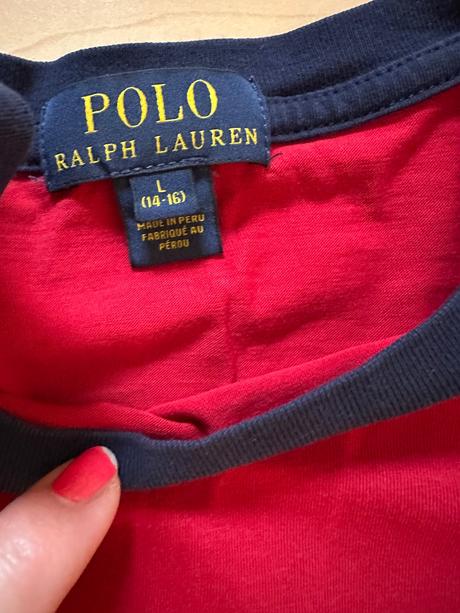 POLO
RALPH LAUREN
L
(14-16)
MADE IN PERU
FABRIQUÉ AU
PÉROU